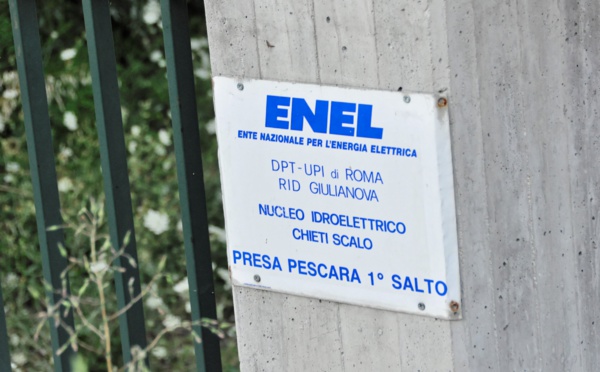 ENEL
ENTE NAZIONALE PER L'ENERGIA ELETTRICA
DPT-UPI di ROMA
RID GIULIANOVA
NUCLEO IDROELETTRICO
CHIETI SCALO
PRESA PESCARA 1° SALTO